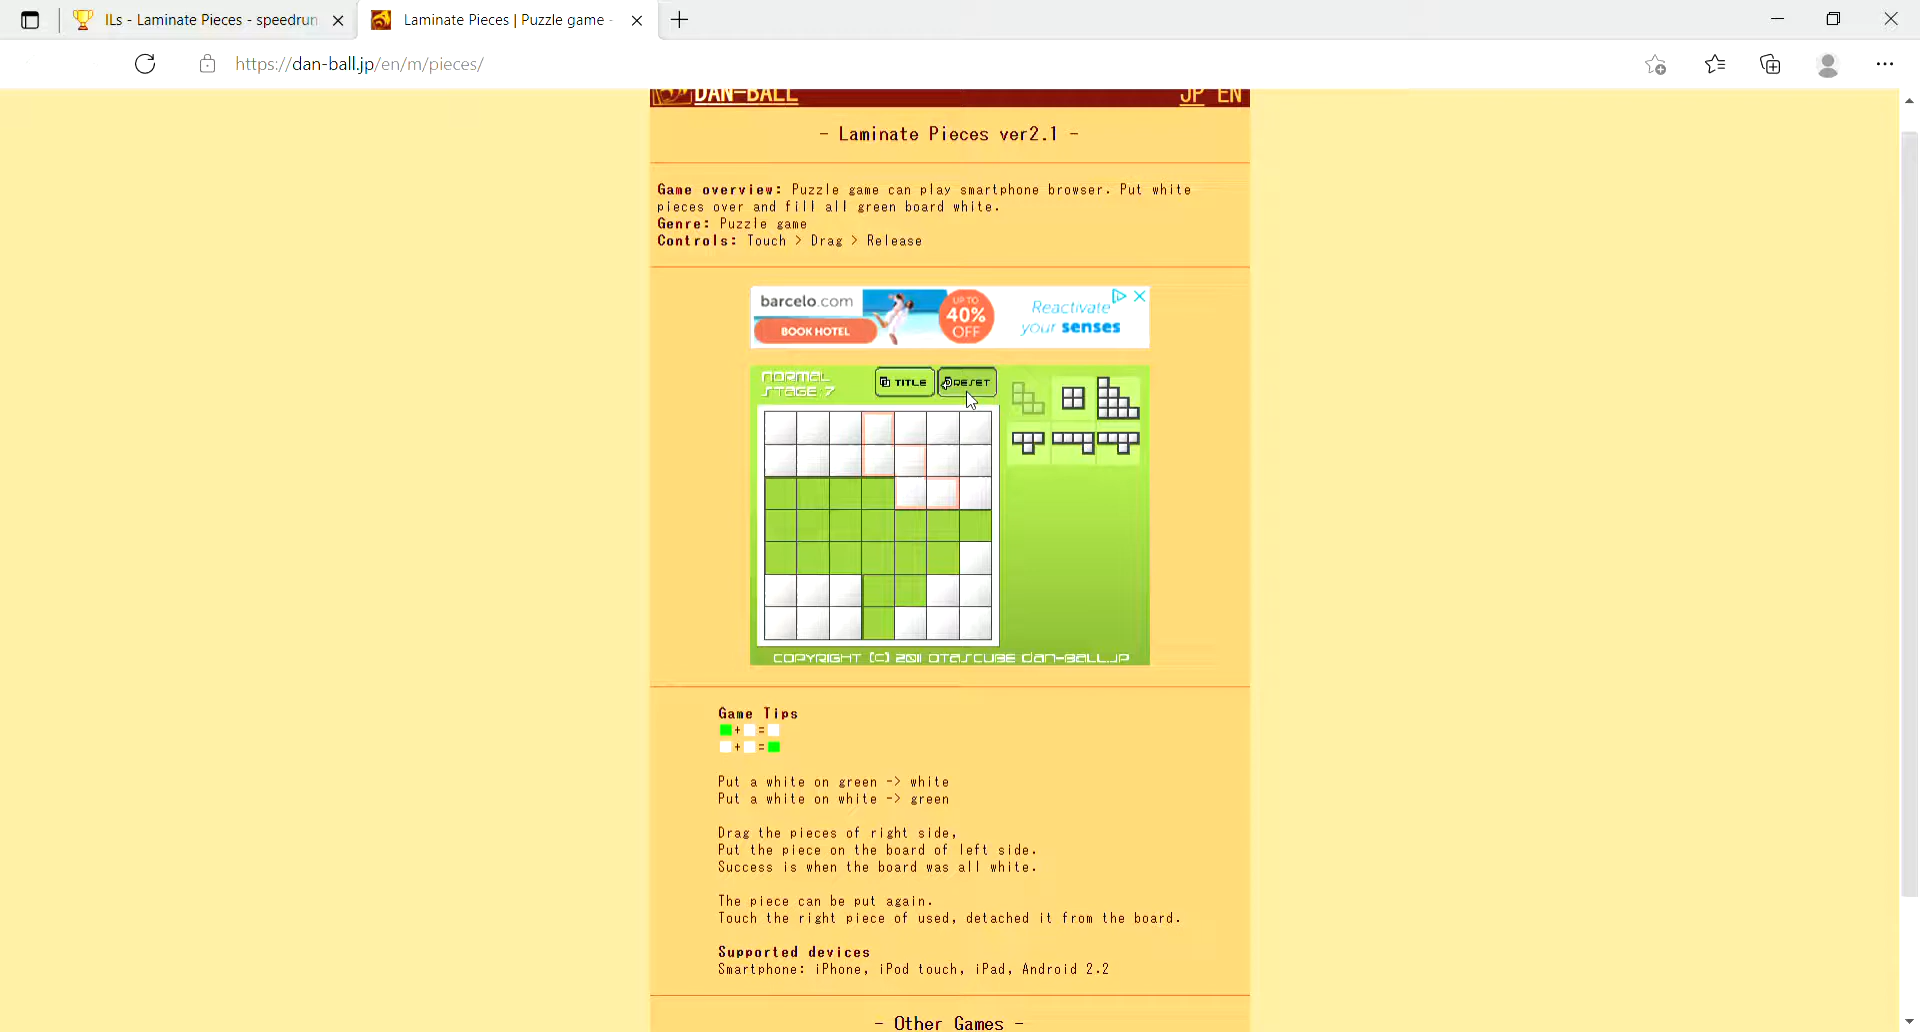 ILs - Laminate Pieces - speedrun
Laminate Pieces | Puzzle game -
https://dan-ball.jp/en/m/pieces/
DAN-BALL
JP EN
- Laminate Pieces ver2.1 -
Game overview: Puzzle game can play smartphone browser. Put white
pieces over and fill all green board white.
Genre: Puzzle game
Controls: Touch > Drag > Release
barcelo.com
BOOK HOTEL
UP TO
40%
OFF
Reactivate
your senses
NORMAL
STAGE 7
TITLE
RESET
COPYRIGHT (C) 2011 OTASCUBE DAN-BALL.JP
Game Tips
+ =
+ =
Put a white on green -> white
Put a white on white -> green
Drag the pieces of right side,
Put the piece on the board of left side.
Success is when the board was all white.
The piece can be put again.
Touch the right piece of used, detached it from the board.
Supported devices
Smartphone: iPhone, iPod touch, iPad, Android 2.2
- Other Games -